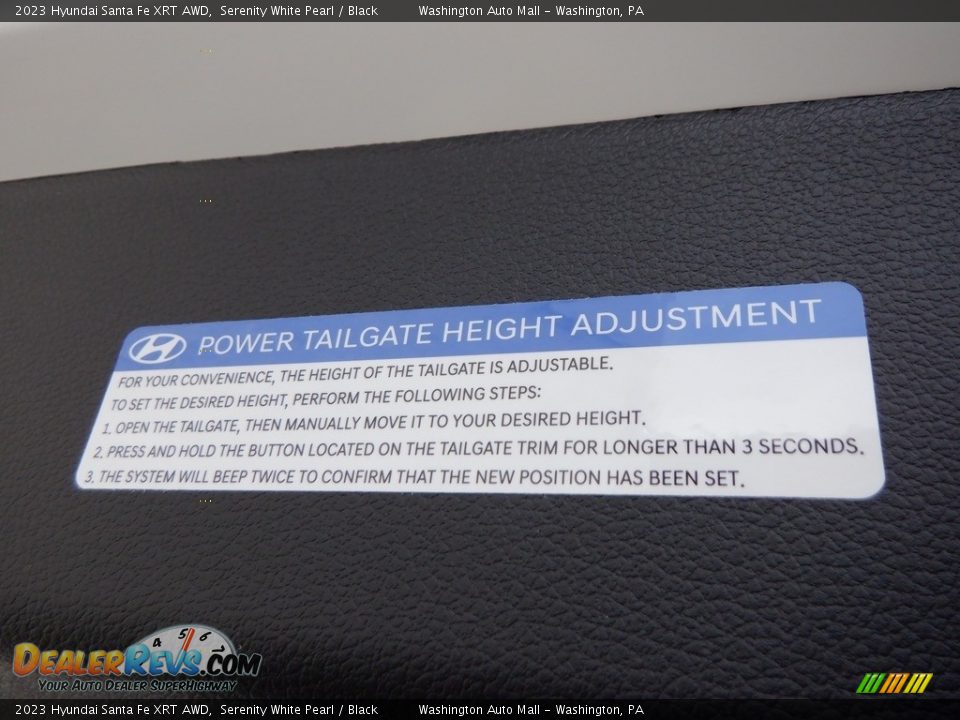 2023 Hyundai Santa Fe XRT AWD, Serenity White Pearl / Black Washington Auto Mall - Washington, PA
POWER TAILGATE HEIGHT ADJUSTMENT
FOR YOUR CONVENIENCE, THE HEIGHT OF THE TAILGATE IS ADJUSTABLE.
TO SET THE DESIRED HEIGHT, PERFORM THE FOLLOWING STEPS:
1. OPEN THE TAILGATE, THEN MANUALLY MOVE IT TO YOUR DESIRED HEIGHT.
2. PRESS AND HOLD THE BUTTON LOCATED ON THE TAILGATE TRIM FOR LONGER THAN 3 SECONDS.
3. THE SYSTEM WILL BEEP TWICE TO CONFIRM THAT THE NEW POSITION HAS BEEN SET.
4 5 6 7
DEALERREVS.COM
YOUR AUTO DEALER SUPERHIGHWAY
2023 Hyundai Santa Fe XRT AWD, Serenity White Pearl / Black Washington Auto Mall - Washington, PA